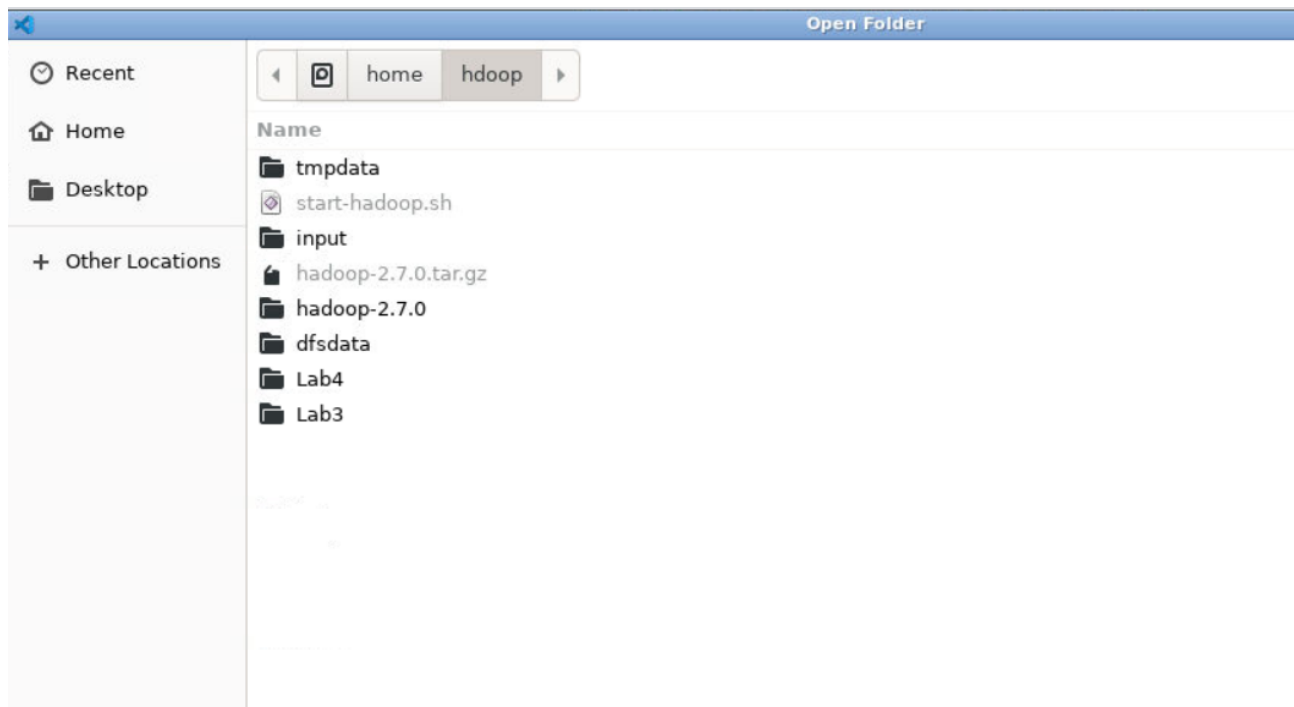 Open Folder
Recent
Home
Desktop
+ Other Locations
home hdoop
Name
tmpdata
start-hadoop.sh
input
hadoop-2.7.0.tar.gz
hadoop-2.7.0
dfsdata
Lab4
Lab3